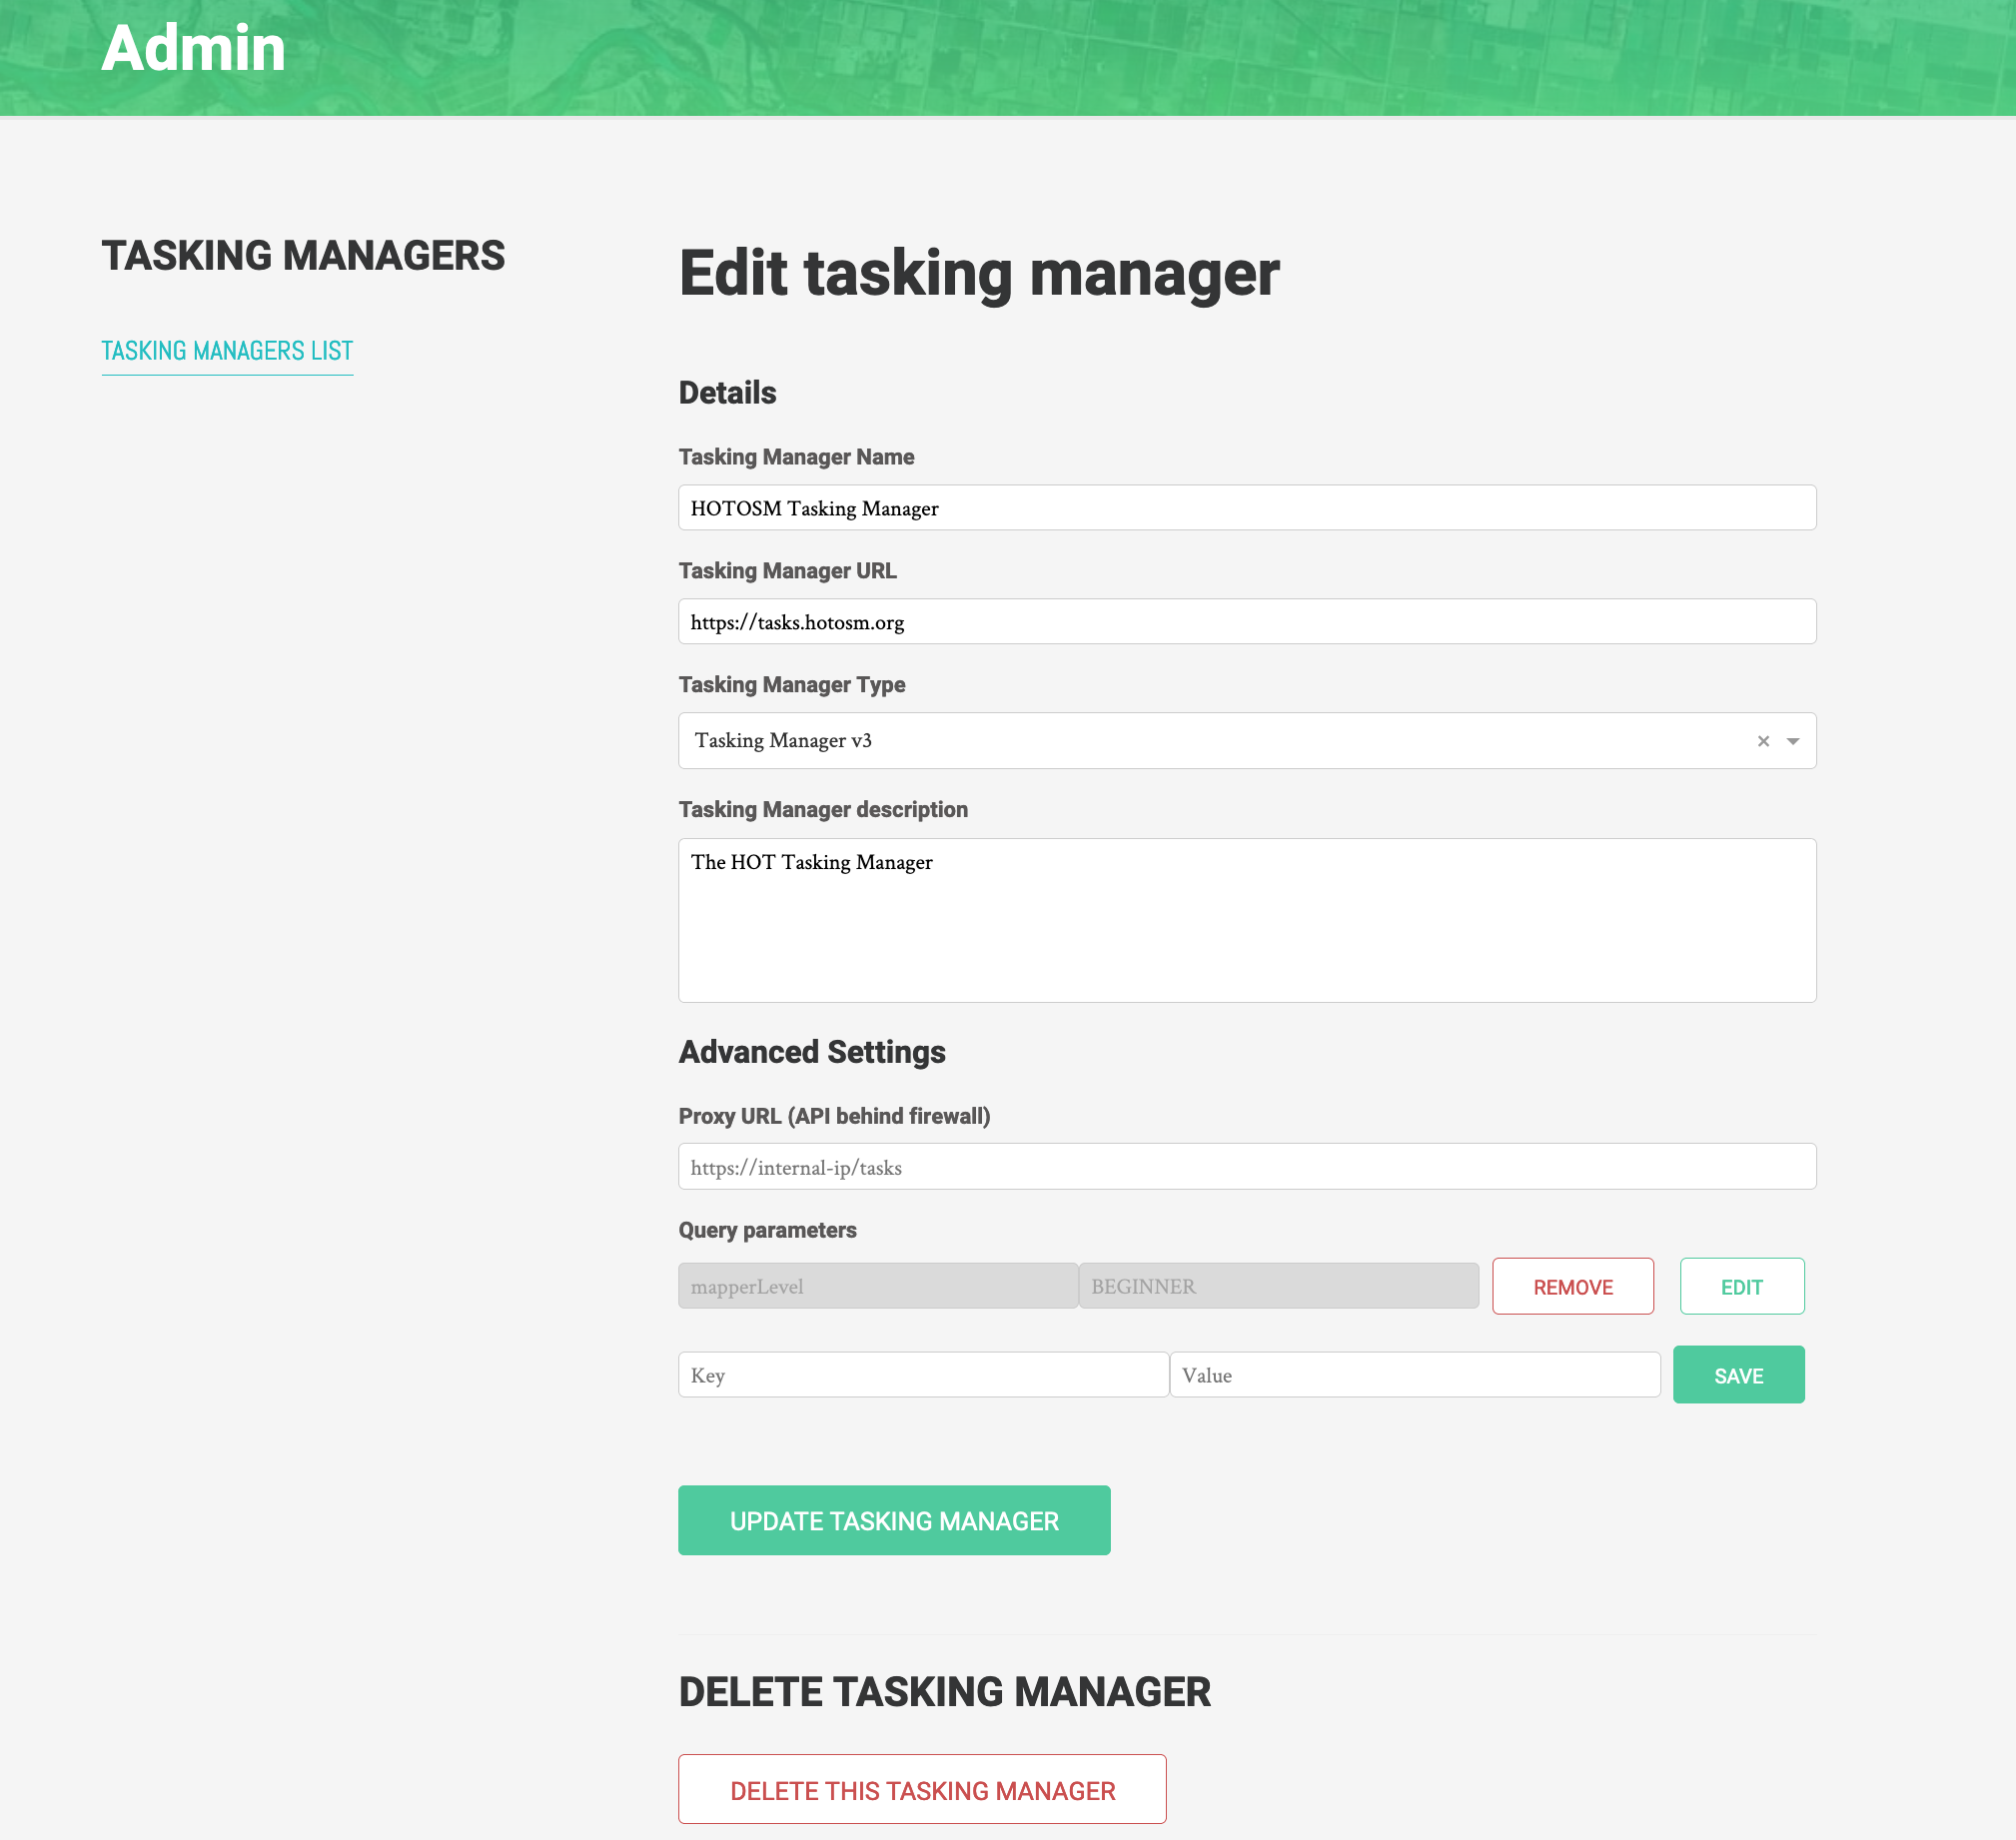 Admin
TASKING MANAGERS
TASKING MANAGERS LIST
Edit tasking manager
Details
Tasking Manager Name
HOTOSM Tasking Manager
Tasking Manager URL
https://tasks.hotosm.org
Tasking Manager Type
Tasking Manager v3
Tasking Manager description
The HOT Tasking Manager
Advanced Settings
Proxy URL (API behind firewall)
https://internal-ip/tasks
Query parameters
mapperLevel BEGINNER REMOVE EDIT
Key Value SAVE
UPDATE TASKING MANAGER
DELETE TASKING MANAGER
DELETE THIS TASKING MANAGER